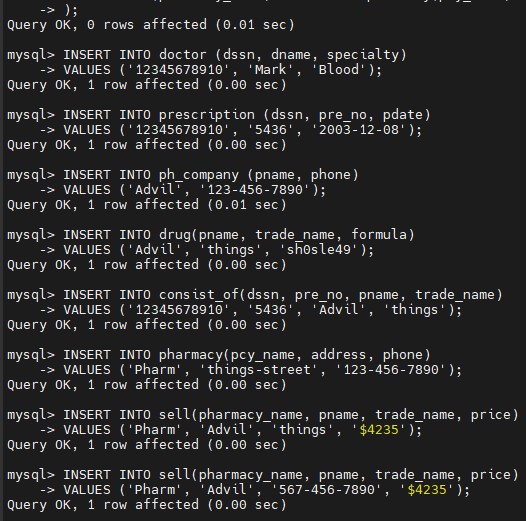 -> );
Query OK, 0 rows affected (0.01 sec)
mysql> INSERT INTO doctor (dssn, dname, specialty)
-> VALUES ('12345678910', 'Mark', 'Blood');
Query OK, 1 row affected (0.00 sec)
mysql> INSERT INTO prescription (dssn, pre_no, pdate)
-> VALUES ('12345678910', '5436', '2003-12-08');
Query OK, 1 row affected (0.00 sec)
mysql> INSERT INTO ph_company (pname, phone)
-> VALUES ('Advil', '123-456-7890');
Query OK, 1 row affected (0.01 sec)
mysql> INSERT INTO drug(pname, trade_name, formula)
-> VALUES ('Advil', 'things', 'sh0sle49');
Query OK, 1 row affected (0.00 sec)
mysql> INSERT INTO consist_of(dssn, pre_no, pname, trade_name)
-> VALUES ('12345678910', '5436', 'Advil', 'things');
Query OK, 1 row affected (0.00 sec)
mysql> INSERT INTO pharmacy(pcy_name, address, phone)
-> VALUES ('Pharm', 'things-street', '123-456-7890');
Query OK, 1 row affected (0.00 sec)
mysql> INSERT INTO sell(pharmacy_name, pname, trade_name, price)
-> VALUES ('Pharm', 'Advil', 'things', '$4235');
Query OK, 1 row affected (0.00 sec)
mysql> INSERT INTO sell(pharmacy_name, pname, trade_name, price)
-> VALUES ('Pharm', 'Advil', '567-456-7890', '$4235');
Query OK, 1 row affected (0.00 sec)